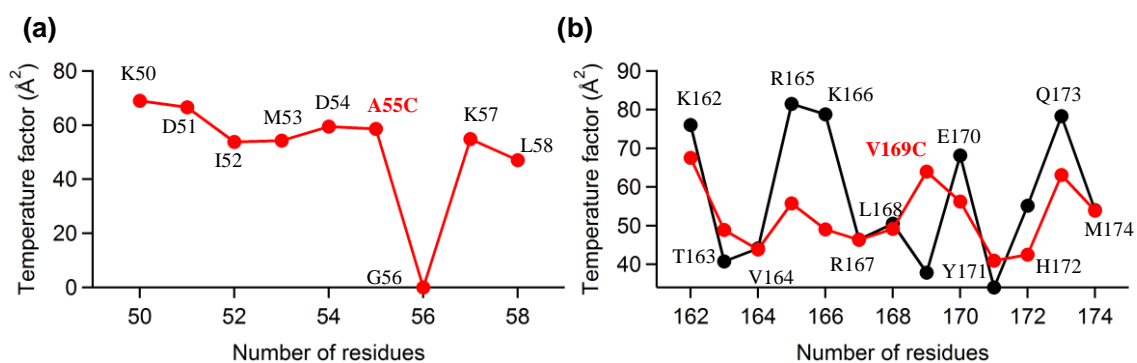 (a)
Temperature factor (Å²)
80
60
40
20
0
K50
D51
I52
M53
D54
A55C
G56
K57
L58
50 52 54 56 58
Number of residues
(b)
Temperature factor (Å²)
90
80
70
60
50
40
K162
T163
V164
R165
K166
R167
L168
V169C
E170
Y171
H172
Q173
M174
162 164 166 168 170 172 174
Number of residues